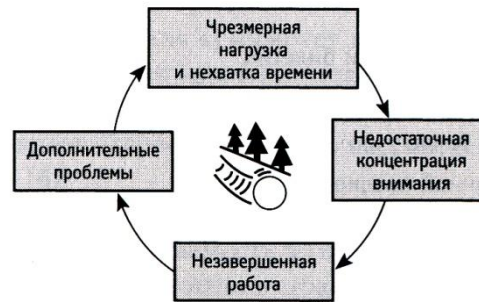 Чрезмерная
нагрузка
и нехватка времени
Недостаточная
концентрация
внимания
Незавершенная
работа
Дополнительные
проблемы